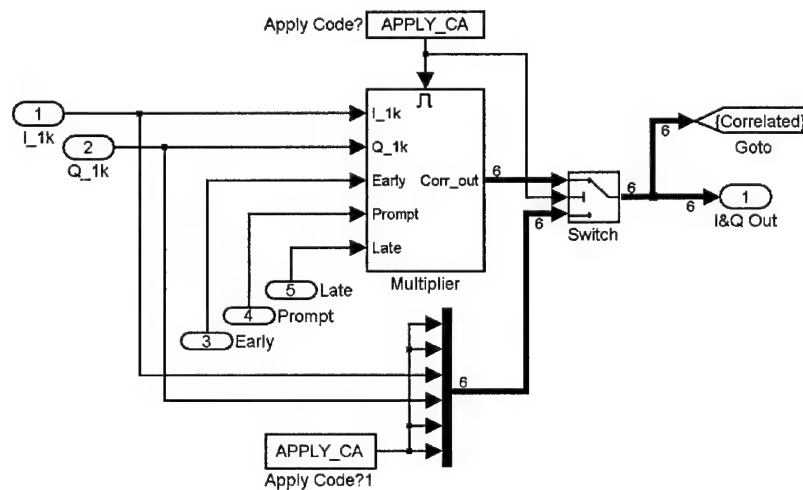 Apply Code?
APPLY_CA
1
I_1k
2
Q_1k
I_1k
Q_1k
Early
Prompt
Late
Corr_out
Multiplier
6
6
6
6
6
{Correlated}
Goto
1
I&Q Out
Switch
5
Late
4
Prompt
3
Early
6
APPLY_CA
Apply Code?1